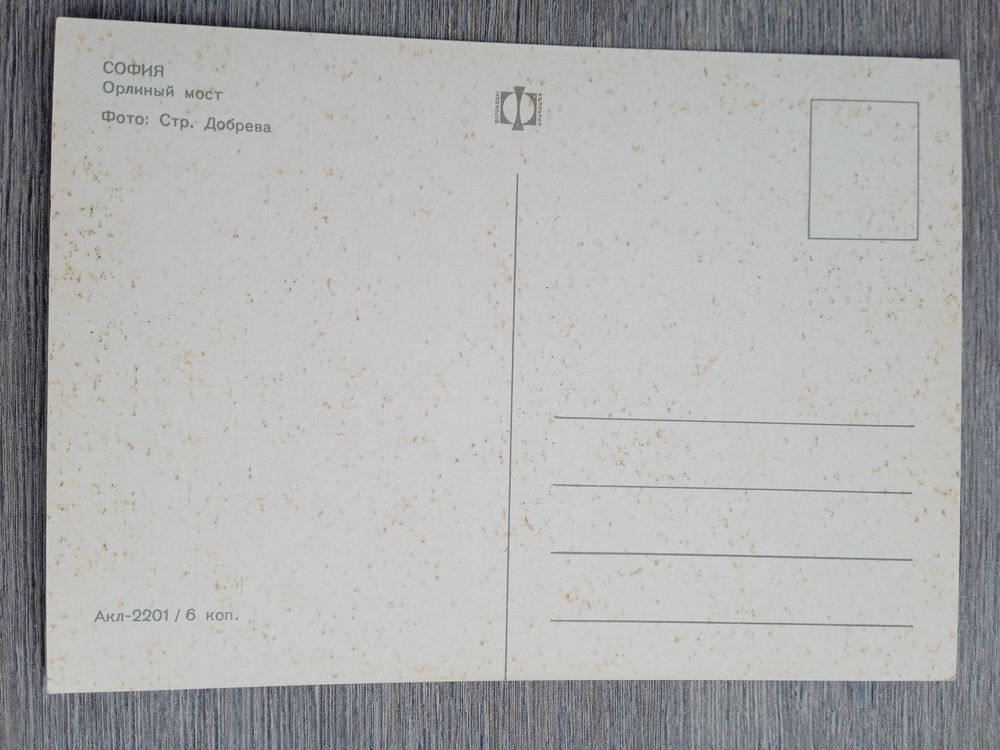 СОФИЯ
Орлиный мост
Фото: Стр. Добрева
Акл-2201 / 6 коп.